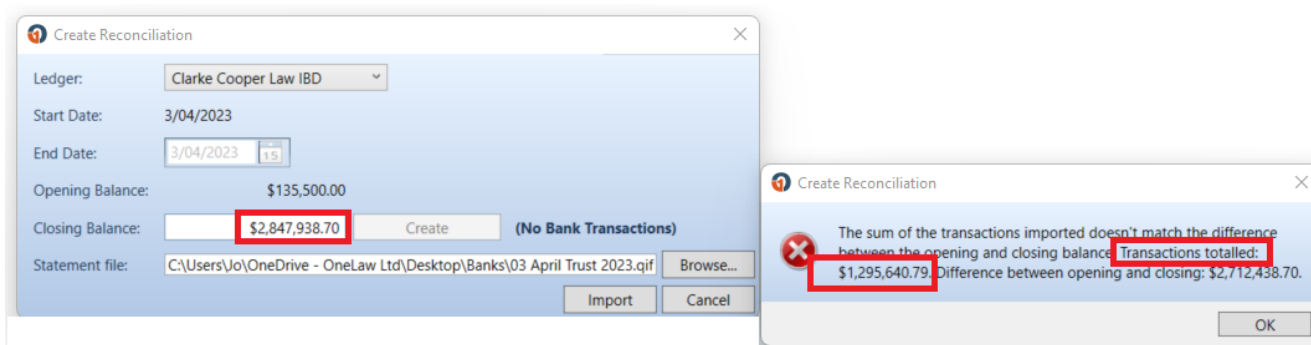 Create Reconciliation
Ledger: Clarke Cooper Law IBD
Start Date: 3/04/2023
End Date: 3/04/2023 15
Opening Balance: $135,500.00
Closing Balance: $2,847,938.70 Create (No Bank Transactions)
Statement file: C:\Users\Jo\OneDrive - OneLaw Ltd\Desktop\Banks\03 April Trust 2023.qif Browse...
Import Cancel
Create Reconciliation
The sum of the transactions imported doesn't match the difference
between the opening and closing balance. Transactions totalled:
$1,295,640.79. Difference between opening and closing: $2,712,438.70.
OK